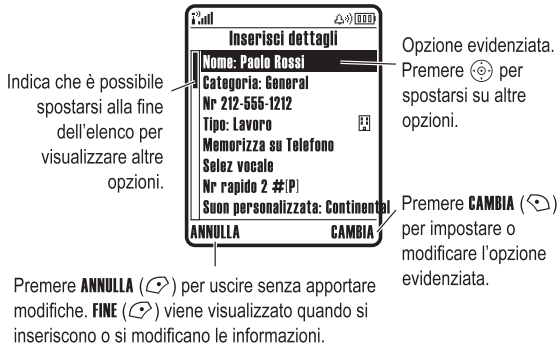 Inserisci dettagli
Nome: Paolo Rossi
Categoria: General
Nr 212-555-1212
Tipo: Lavoro
Memorizza su Telefono
Selez vocale
Nr rapido 2 #[P]
Suon personalizzata: Continental
ANNULLA CAMBIA
Indica che è possibile
spostarsi alla fine
dell'elenco per
visualizzare altre
opzioni.
Opzione evidenziata.
Premere per
spostarsi su altre
opzioni.
Premere CAMBIA ( )
per impostare o
modificare l'opzione
evidenziata.
Premere ANNULLA ( ) per uscire senza apportare
modifiche. FINE ( ) viene visualizzato quando si
inseriscono o si modificano le informazioni.